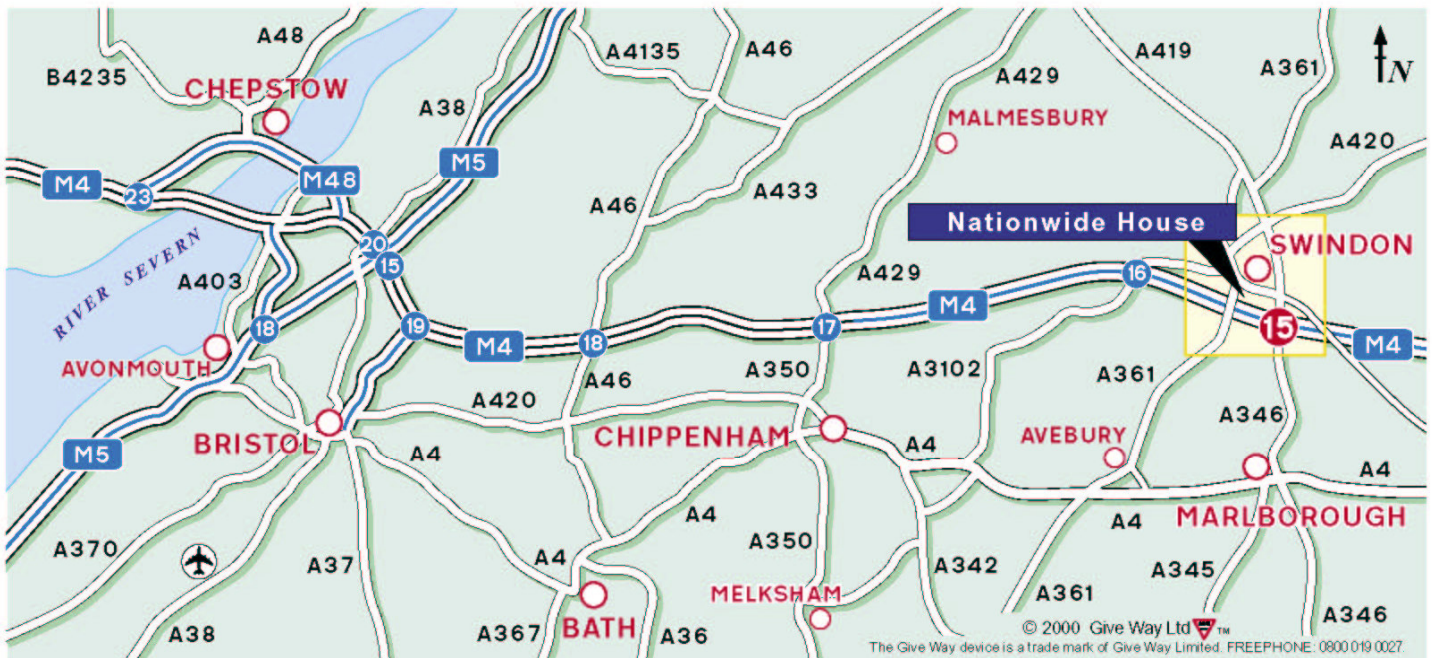 A48
A4135
A46
A419
A361
N
B4235
CHEPSTOW
A38
A429
MALMESBURY
A420
M5
M4
23
M48
A433
A46
Nationwide House
SWINDON
RIVER SEVERN
20
15
A403
A429
16
M4
18
19
M4
18
17
15
M4
AVONMOUTH
A46
A350
A3102
A361
A420
A346
BRISTOL
CHIPPENHAM
AVEBURY
M5
A4
A4
A4
MARLBOROUGH
A4
A4
A370
A37
A4
A350
A342
A345
A361
MELKSHAM
A346
A38
A367
BATH
A36
© 2000 Give Way Ltd TM
The Give Way device is a trade mark of Give Way Limited. FREEPHONE: 0800 019 0027.